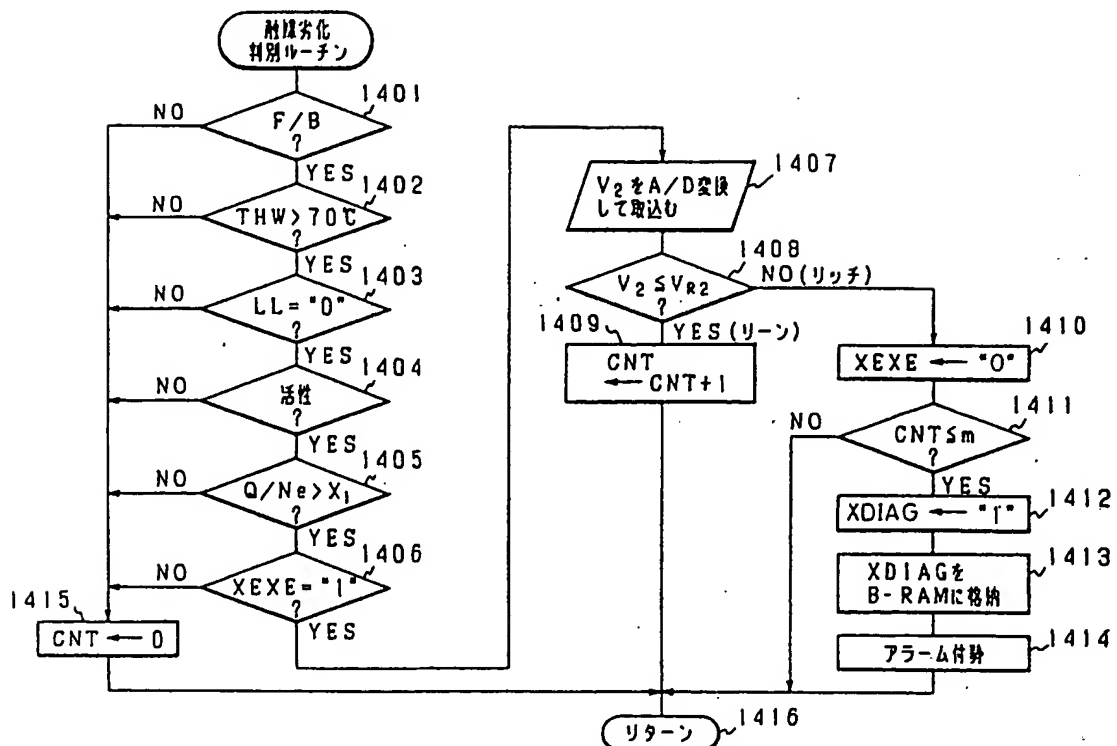 触媒劣化
判別ルーチン
1401
F/B
?
NO
YES
1402
THW>70℃
?
NO
YES
1403
LL="0"
?
NO
YES
1404
活性
?
NO
YES
1405
Q/Ne>X₁
?
NO
YES
1406
XEXE="1"
?
NO
YES
1415
CNT ← 0
1407
V₂をA/D変換
して取込む
1408
V₂≦VR₂
?
NO(リッチ)
YES(リーン)
1409
CNT
← CNT+1
1410
XEXE ← "0"
1411
CNT≦m
?
NO
YES
1412
XDIAG ← "1"
1413
XDIAGを
B-RAMに格納
1414
アラーム付勢
リターン
1416